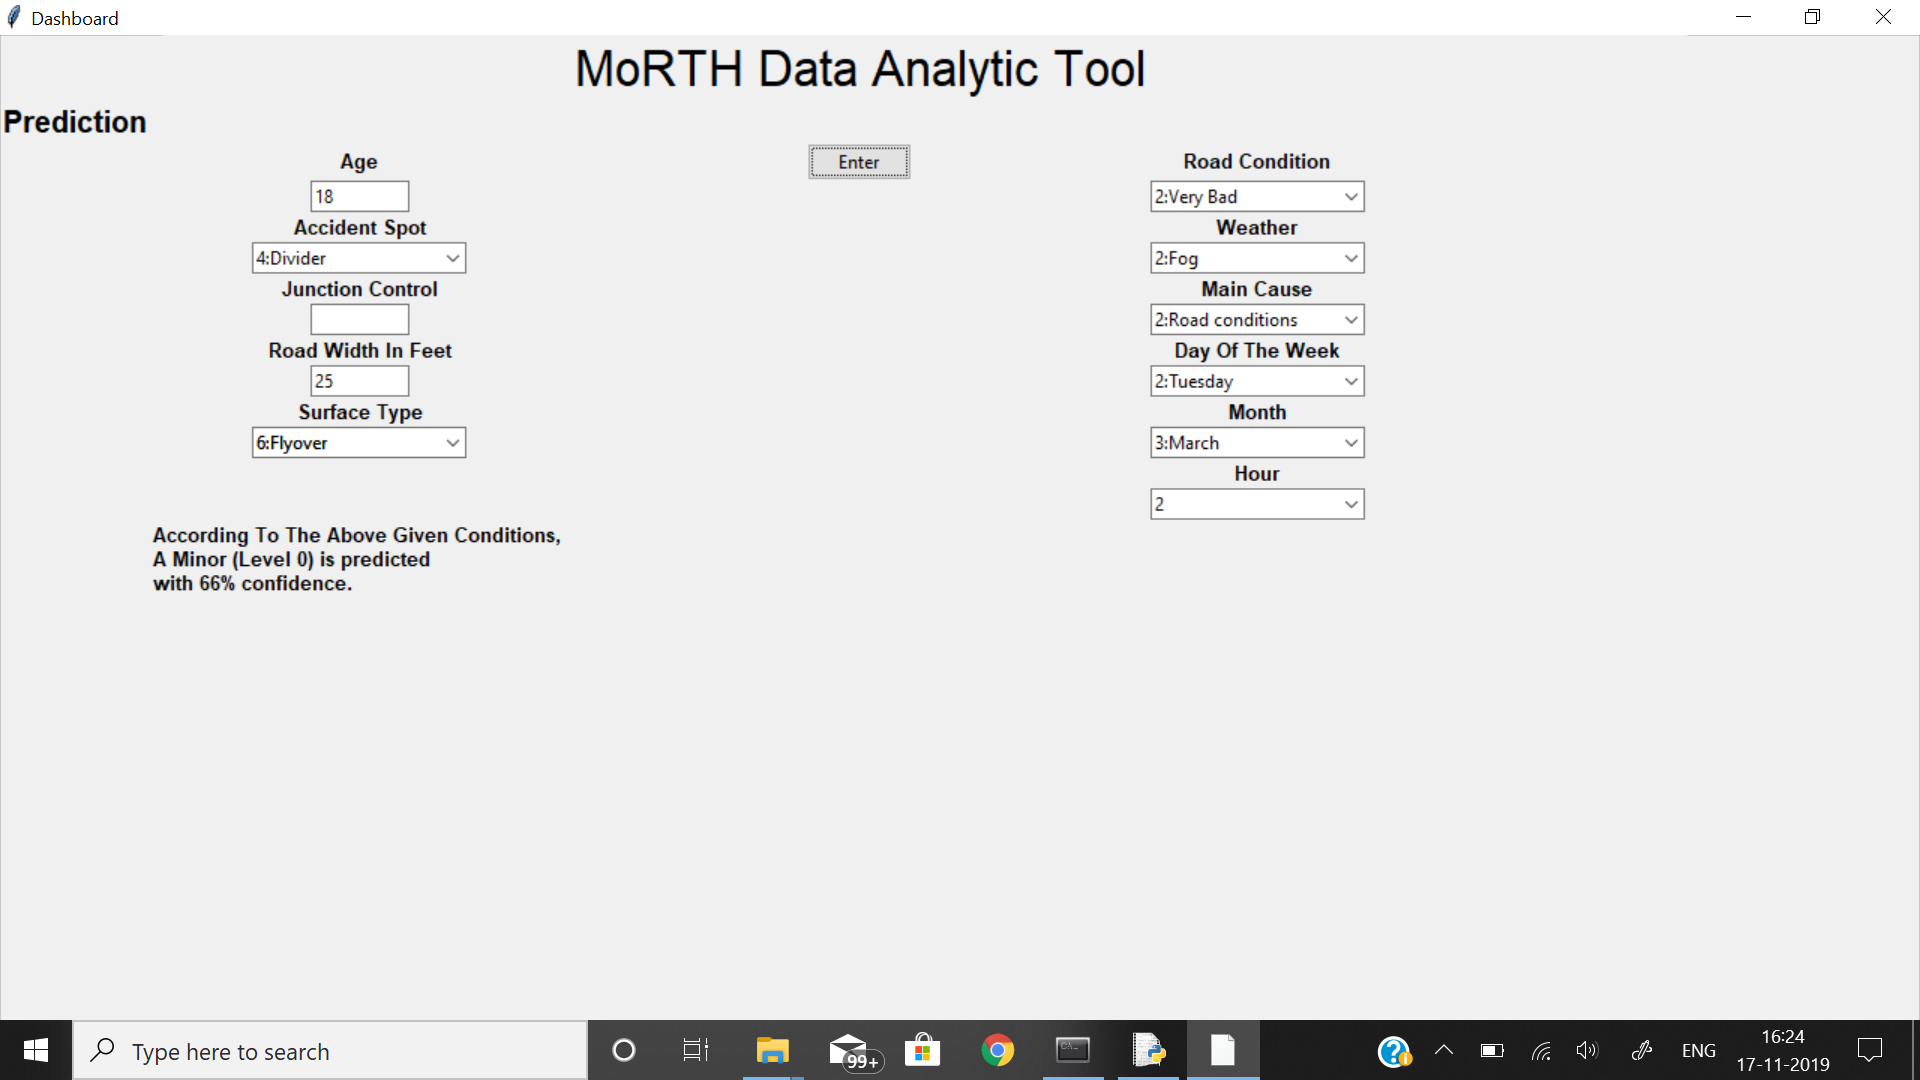 Dashboard
MoRTH Data Analytic Tool
Prediction
Age
18
Accident Spot
4:Divider
Junction Control
Road Width In Feet
25
Surface Type
6:Flyover
Enter
Road Condition
2:Very Bad
Weather
2:Fog
Main Cause
2:Road conditions
Day Of The Week
2:Tuesday
Month
3:March
Hour
2
According To The Above Given Conditions,
A Minor (Level 0) is predicted
with 66% confidence.
Type here to search
99+
ENG
16:24
17-11-2019